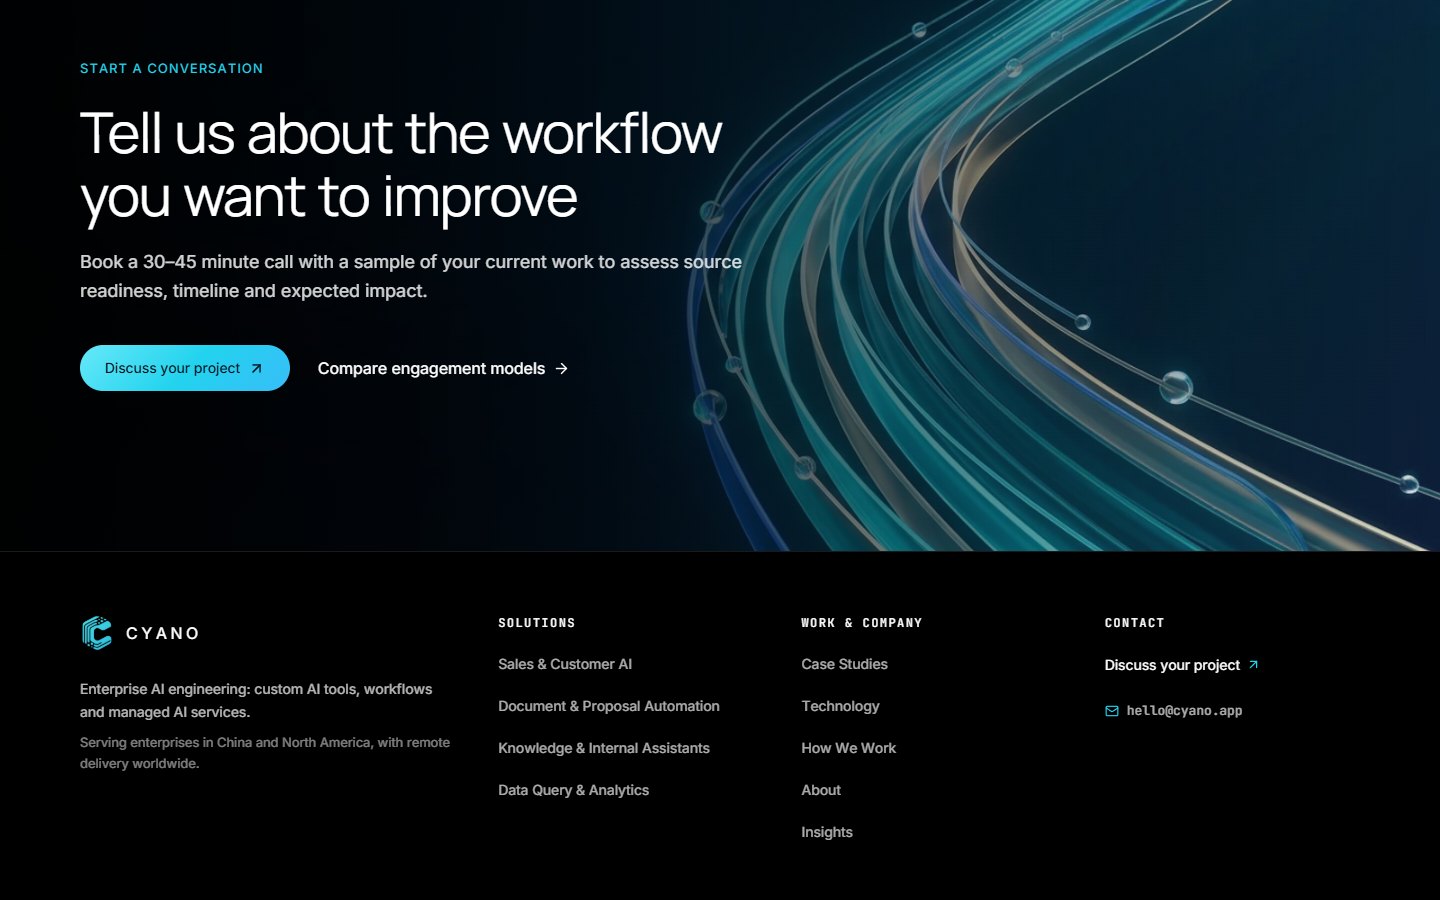 START A CONVERSATION
Tell us about the workflow
you want to improve
Book a 30–45 minute call with a sample of your current work to assess source
readiness, timeline and expected impact.
Discuss your project
Compare engagement models
CYANO
Enterprise AI engineering: custom AI tools, workflows
and managed AI services.
Serving enterprises in China and North America, with remote
delivery worldwide.
SOLUTIONS
Sales & Customer AI
Document & Proposal Automation
Knowledge & Internal Assistants
Data Query & Analytics
WORK & COMPANY
Case Studies
Technology
How We Work
About
Insights
CONTACT
Discuss your project
hello@cyano.app